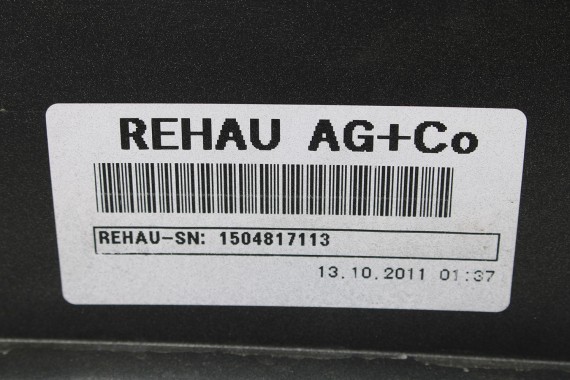 REHAU AG+Co
REHAU-SN: 1504817113
13.10.2011 01:37